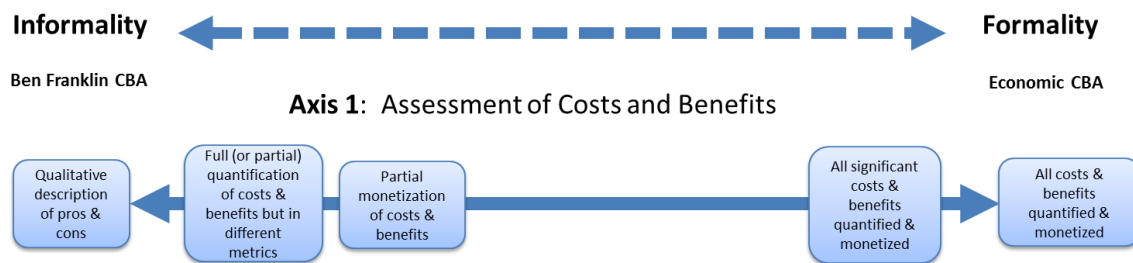 Informality
Formality
Ben Franklin CBA
Economic CBA
Axis 1: Assessment of Costs and Benefits
Qualitative
description
of pros &
cons
Full (or partial)
quantification
of costs &
benefits but in
different
metrics
Partial
monetization
of costs &
benefits
All significant
costs &
benefits
quantified &
monetized
All costs &
benefits
quantified &
monetized